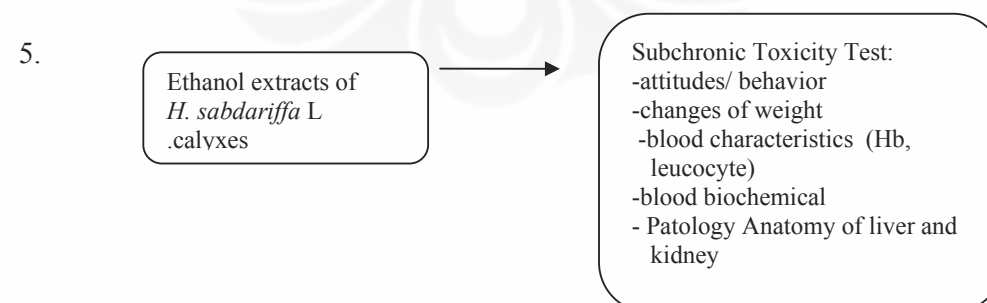 5.
Ethanol extracts of
H. sabdariffa L
.calyxes
Subchronic Toxicity Test:
-attitudes/ behavior
-changes of weight
-blood characteristics (Hb,
leucocyte)
-blood biochemical
- Patology Anatomy of liver and
kidney